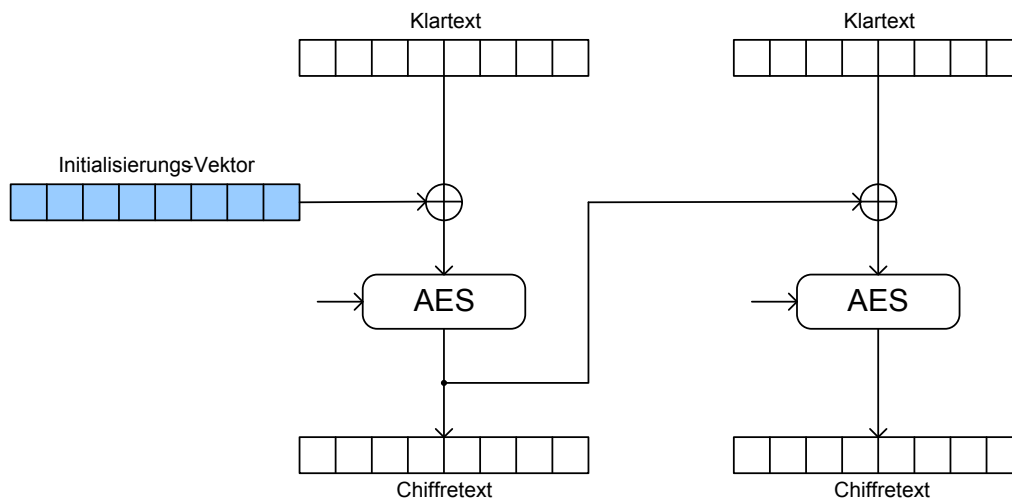 Klartext
Klartext
Initialisierungs-Vektor
AES
AES
Chiffretext
Chiffretext